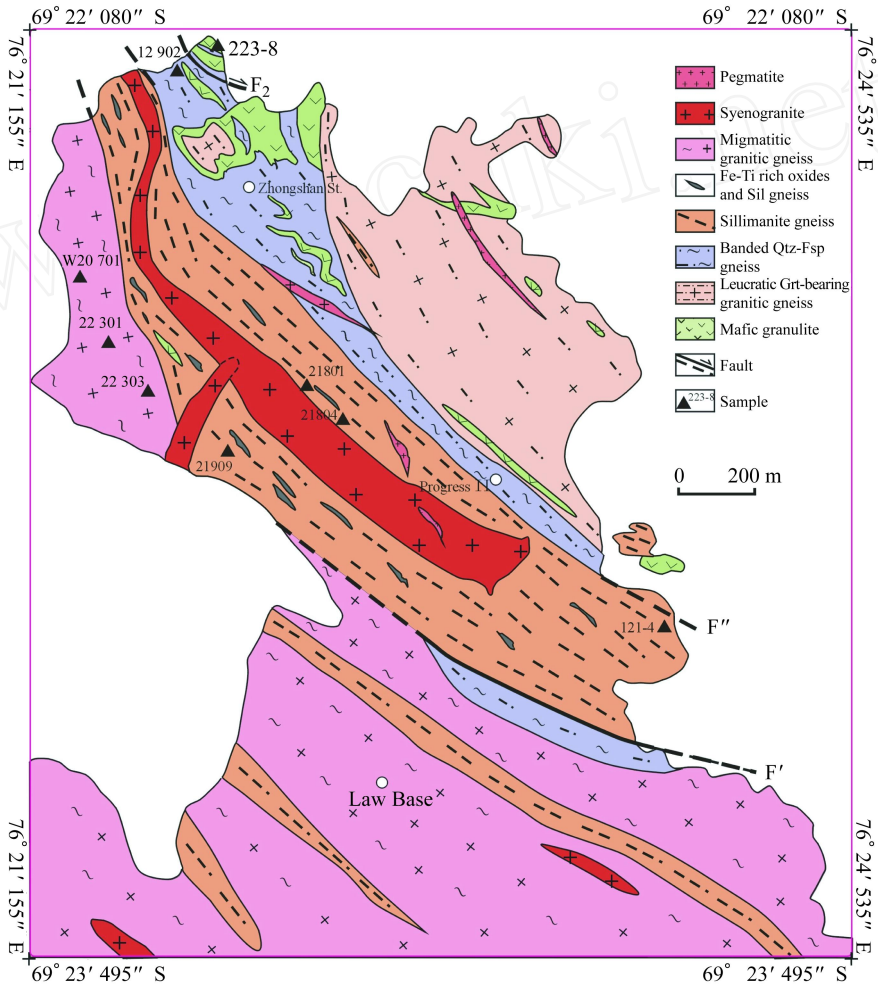 69° 22′ 080″ S
69° 22′ 080″ S
76° 21′ 155″ E
76° 24′ 535″ E
12 902
223-8
F2
Zhongshan St.
W20 701
22 301
22 303
21801
21804
21909
Progress II
121-4
F″
F′
Law Base
Pegmatite
Syenogranite
Migmatitic
granitic gneiss
Fe-Ti rich oxides
and Sil gneiss
Sillimanite gneiss
Banded Qtz-Fsp
gneiss
Leucratic Grt-bearing
granitic gneiss
Mafic granulite
Fault
223-8
Sample
0 200 m
76° 21′ 155″ E
76° 24′ 535″ E
69° 23′ 495″ S
69° 23′ 495″ S